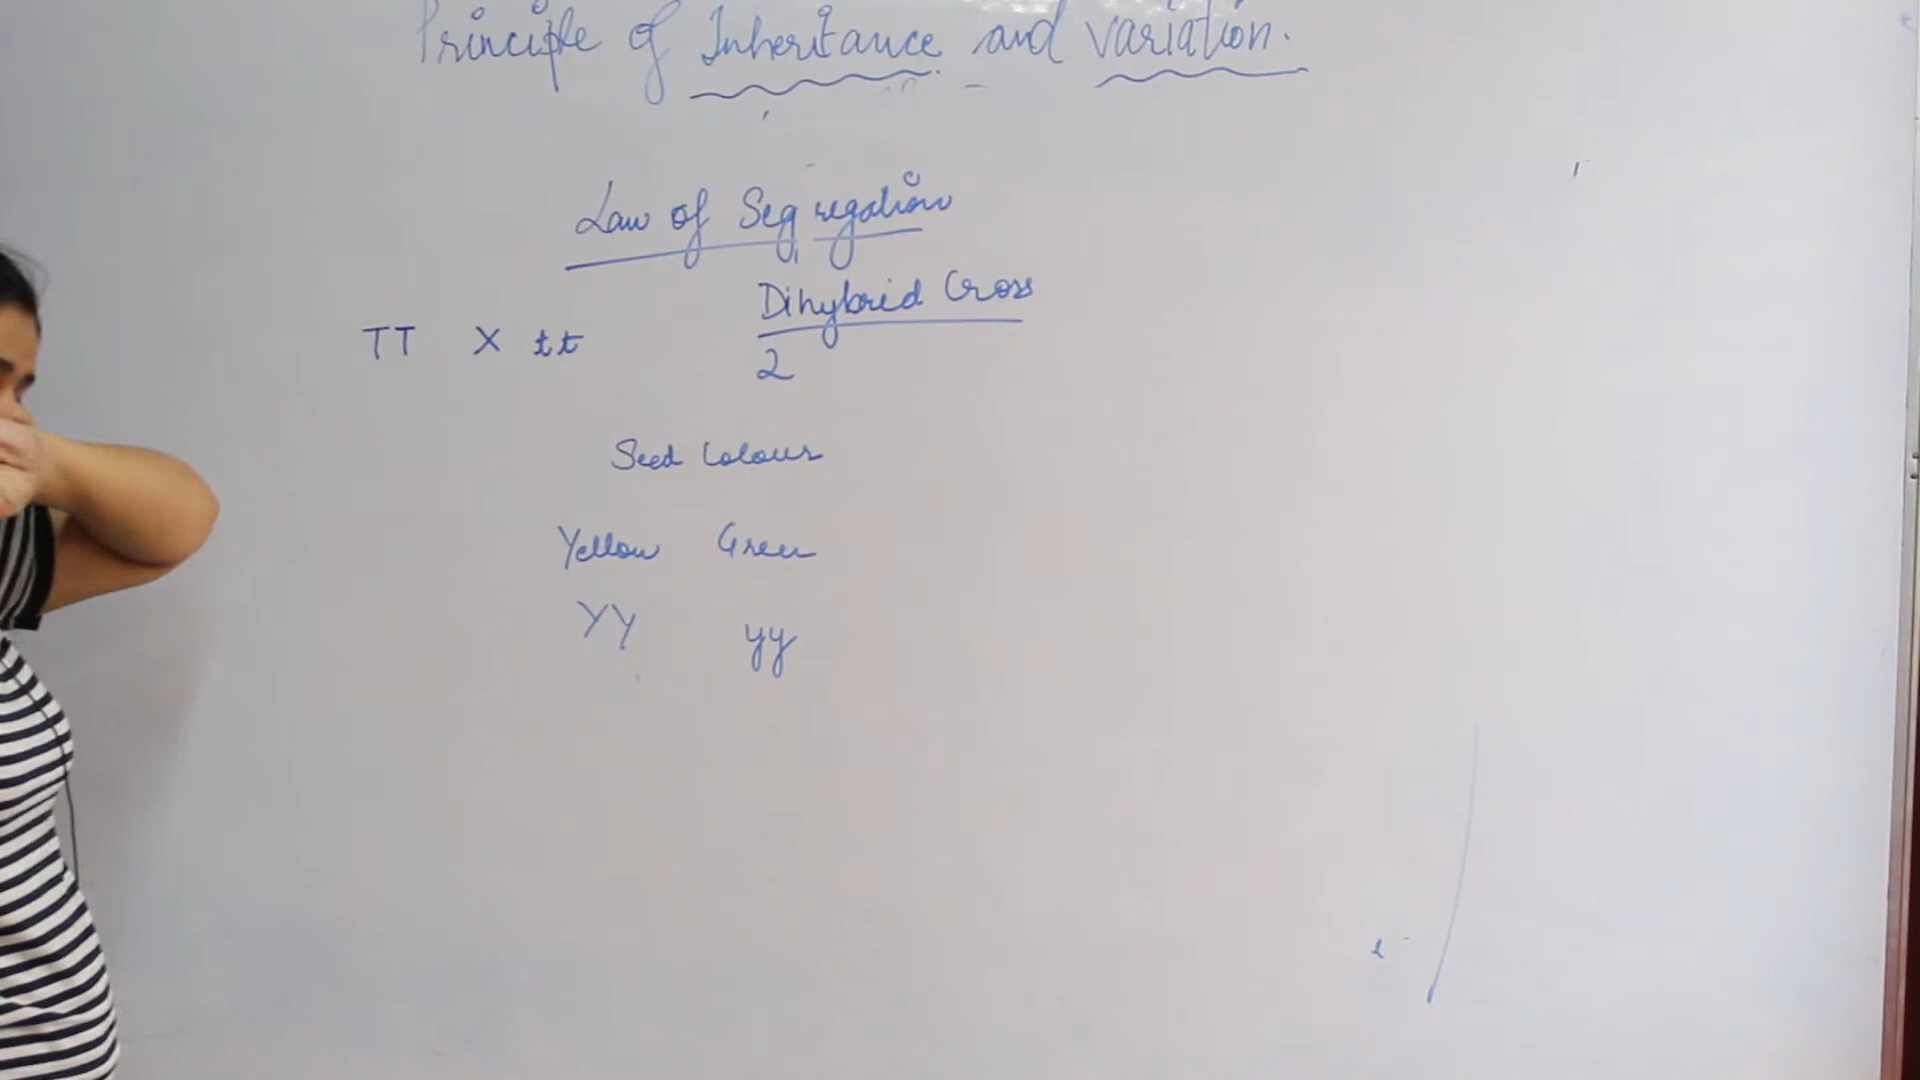 Principle of Inheritance and variation.
Law of Segregation
Dihybrid Cross
TT X tt
2
Seed Colour
Yellow Green
YY yy